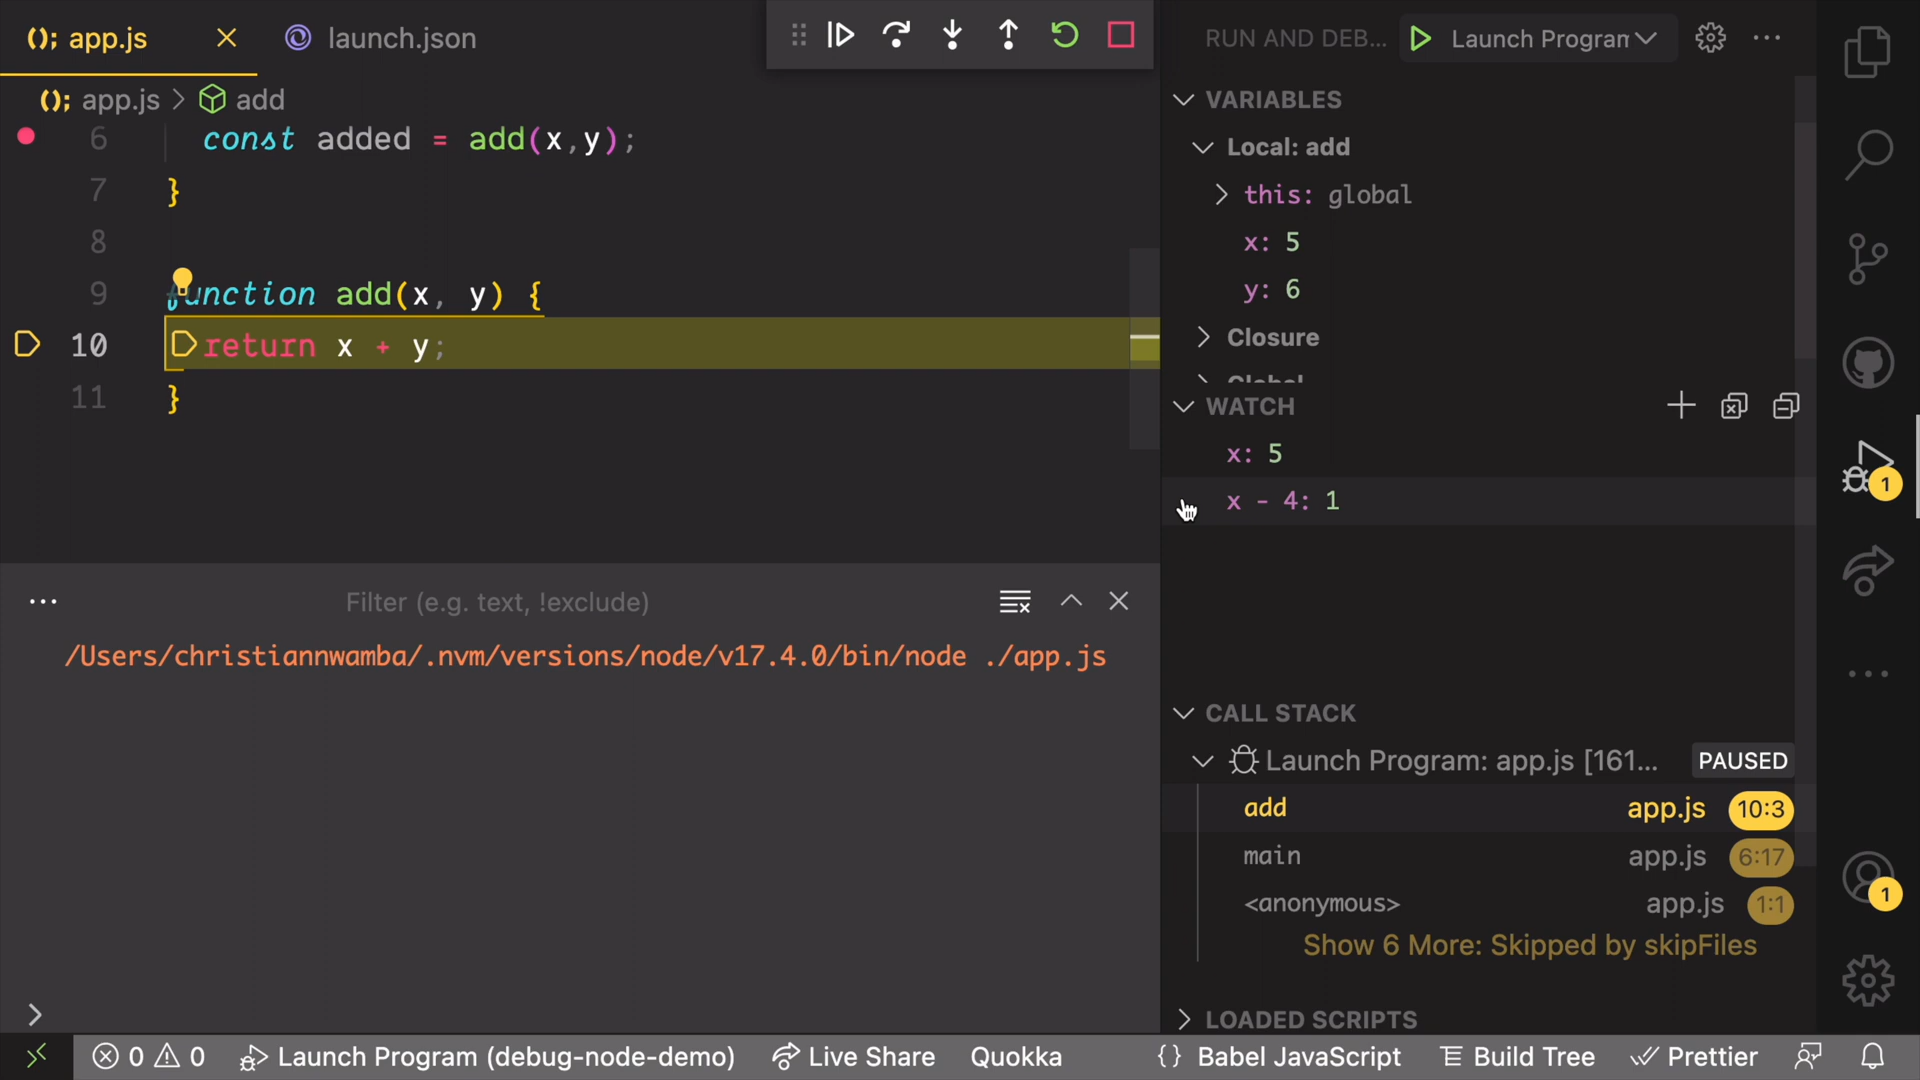 (); app.js
launch.json
(); app.js > add
6 const added = add(x,y);
7 }
8
9 function add(x, y) {
10 return x + y;
11 }
Filter (e.g. text, !exclude)
/Users/christiannwamba/.nvm/versions/node/v17.4.0/bin/node ./app.js
RUN AND DEB... Launch Program
VARIABLES
Local: add
this: global
x: 5
y: 6
Closure
Global
WATCH
x: 5
x - 4: 1
CALL STACK
Launch Program: app.js [161... PAUSED
add app.js 10:3
main app.js 6:17
<anonymous> app.js 1:1
Show 6 More: Skipped by skipFiles
LOADED SCRIPTS
1
1
0 0 Launch Program (debug-node-demo) Live Share Quokka {} Babel JavaScript Build Tree Prettier